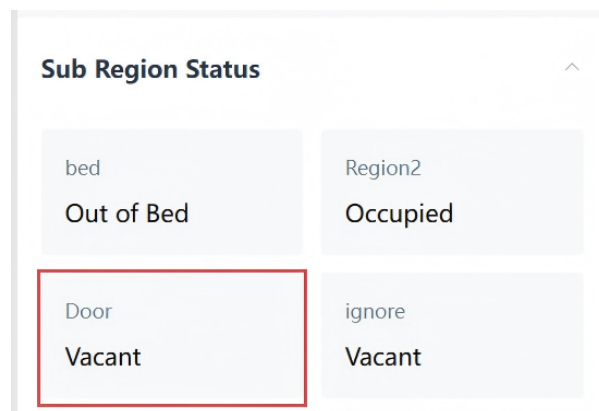 Sub Region Status
bed
Out of Bed
Region2
Occupied
Door
Vacant
ignore
Vacant